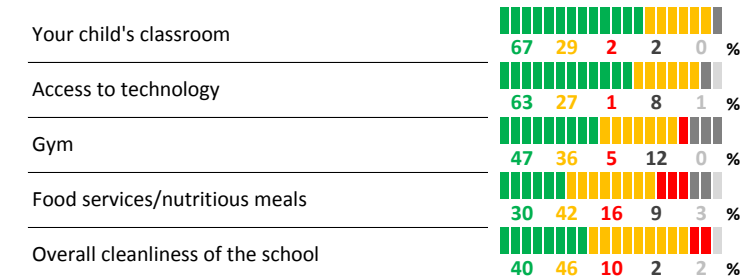 Your child's classroom
67 29 2 2 0 %
Access to technology
63 27 1 8 1 %
Gym
47 36 5 12 0 %
Food services/nutritious meals
30 42 16 9 3 %
Overall cleanliness of the school
40 46 10 2 2 %